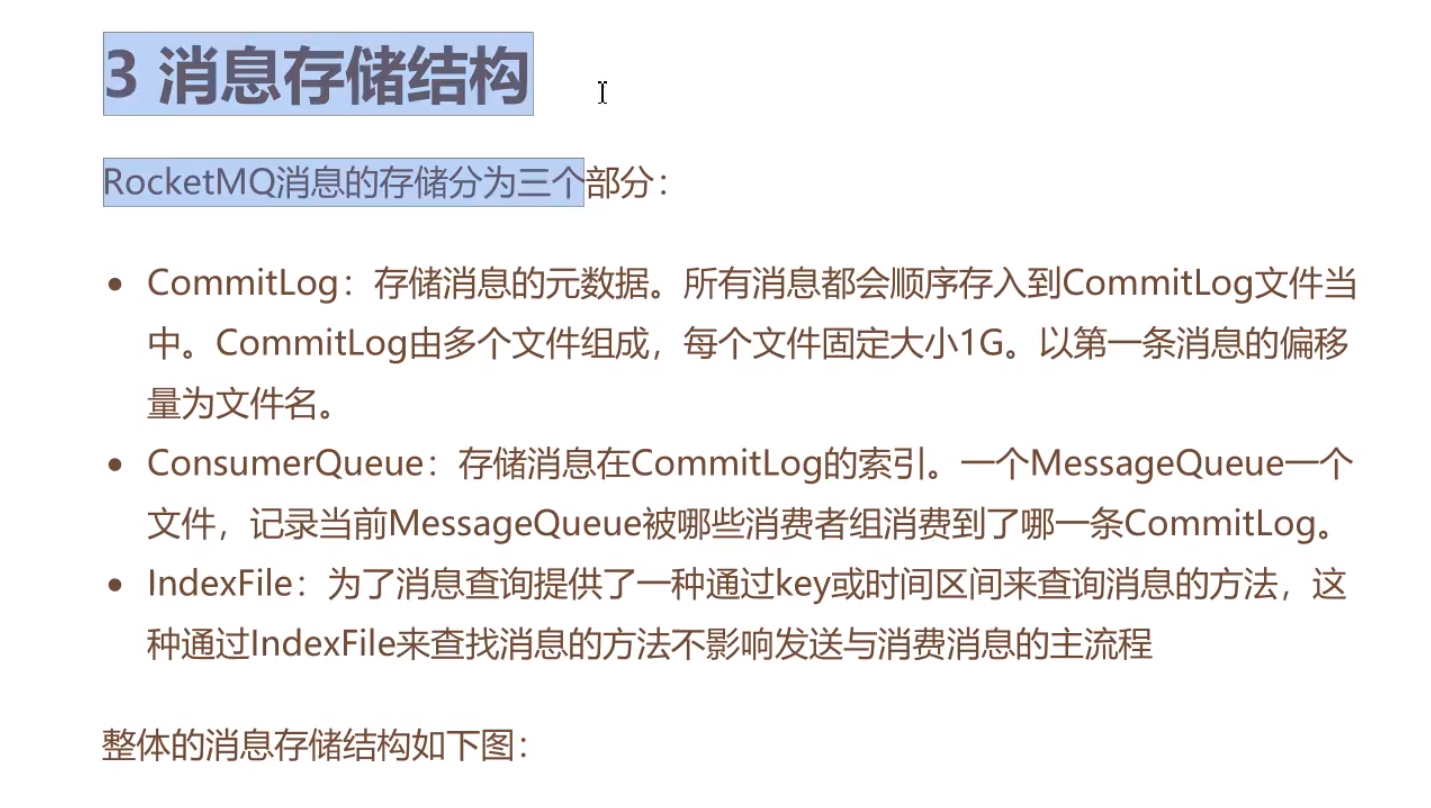 3 消息存储结构
RocketMQ消息的存储分为三个部分：
• CommitLog：存储消息的元数据。所有消息都会顺序存入到CommitLog文件当
中。CommitLog由多个文件组成，每个文件固定大小1G。以第一条消息的偏移
量为文件名。
• ConsumerQueue：存储消息在CommitLog的索引。一个MessageQueue一个
文件，记录当前MessageQueue被哪些消费者组消费到了哪一条CommitLog。
• IndexFile：为了消息查询提供了一种通过key或时间区间来查询消息的方法，这
种通过IndexFile来查找消息的方法不影响发送与消费消息的主流程
整体的消息存储结构如下图：